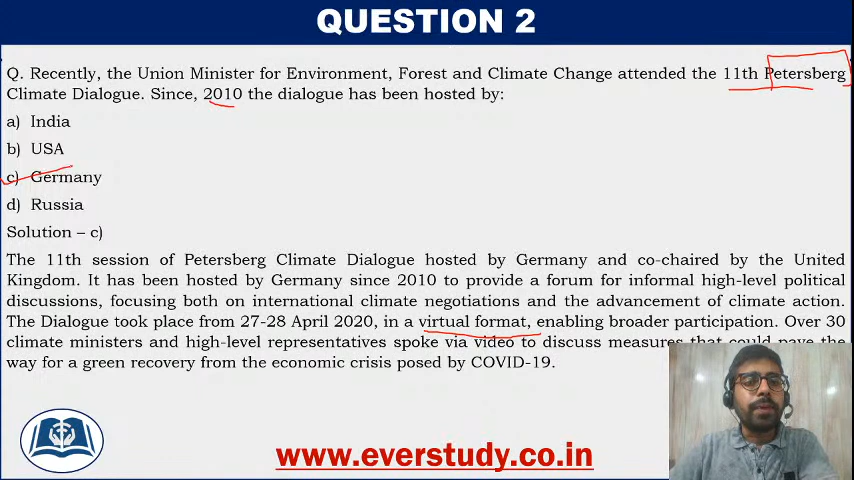 QUESTION 2
Q. Recently, the Union Minister for Environment, Forest and Climate Change attended the 11th Petersberg
Climate Dialogue. Since, 2010 the dialogue has been hosted by:
a) India
b) USA
c) Germany
d) Russia
Solution – c)
The 11th session of Petersberg Climate Dialogue hosted by Germany and co-chaired by the United
Kingdom. It has been hosted by Germany since 2010 to provide a forum for informal high-level political
discussions, focusing both on international climate negotiations and the advancement of climate action.
The Dialogue took place from 27-28 April 2020, in a virtual format, enabling broader participation. Over 30
climate ministers and high-level representatives spoke via video to discuss measures that could pave the
way for a green recovery from the economic crisis posed by COVID-19.
www.everstudy.co.in